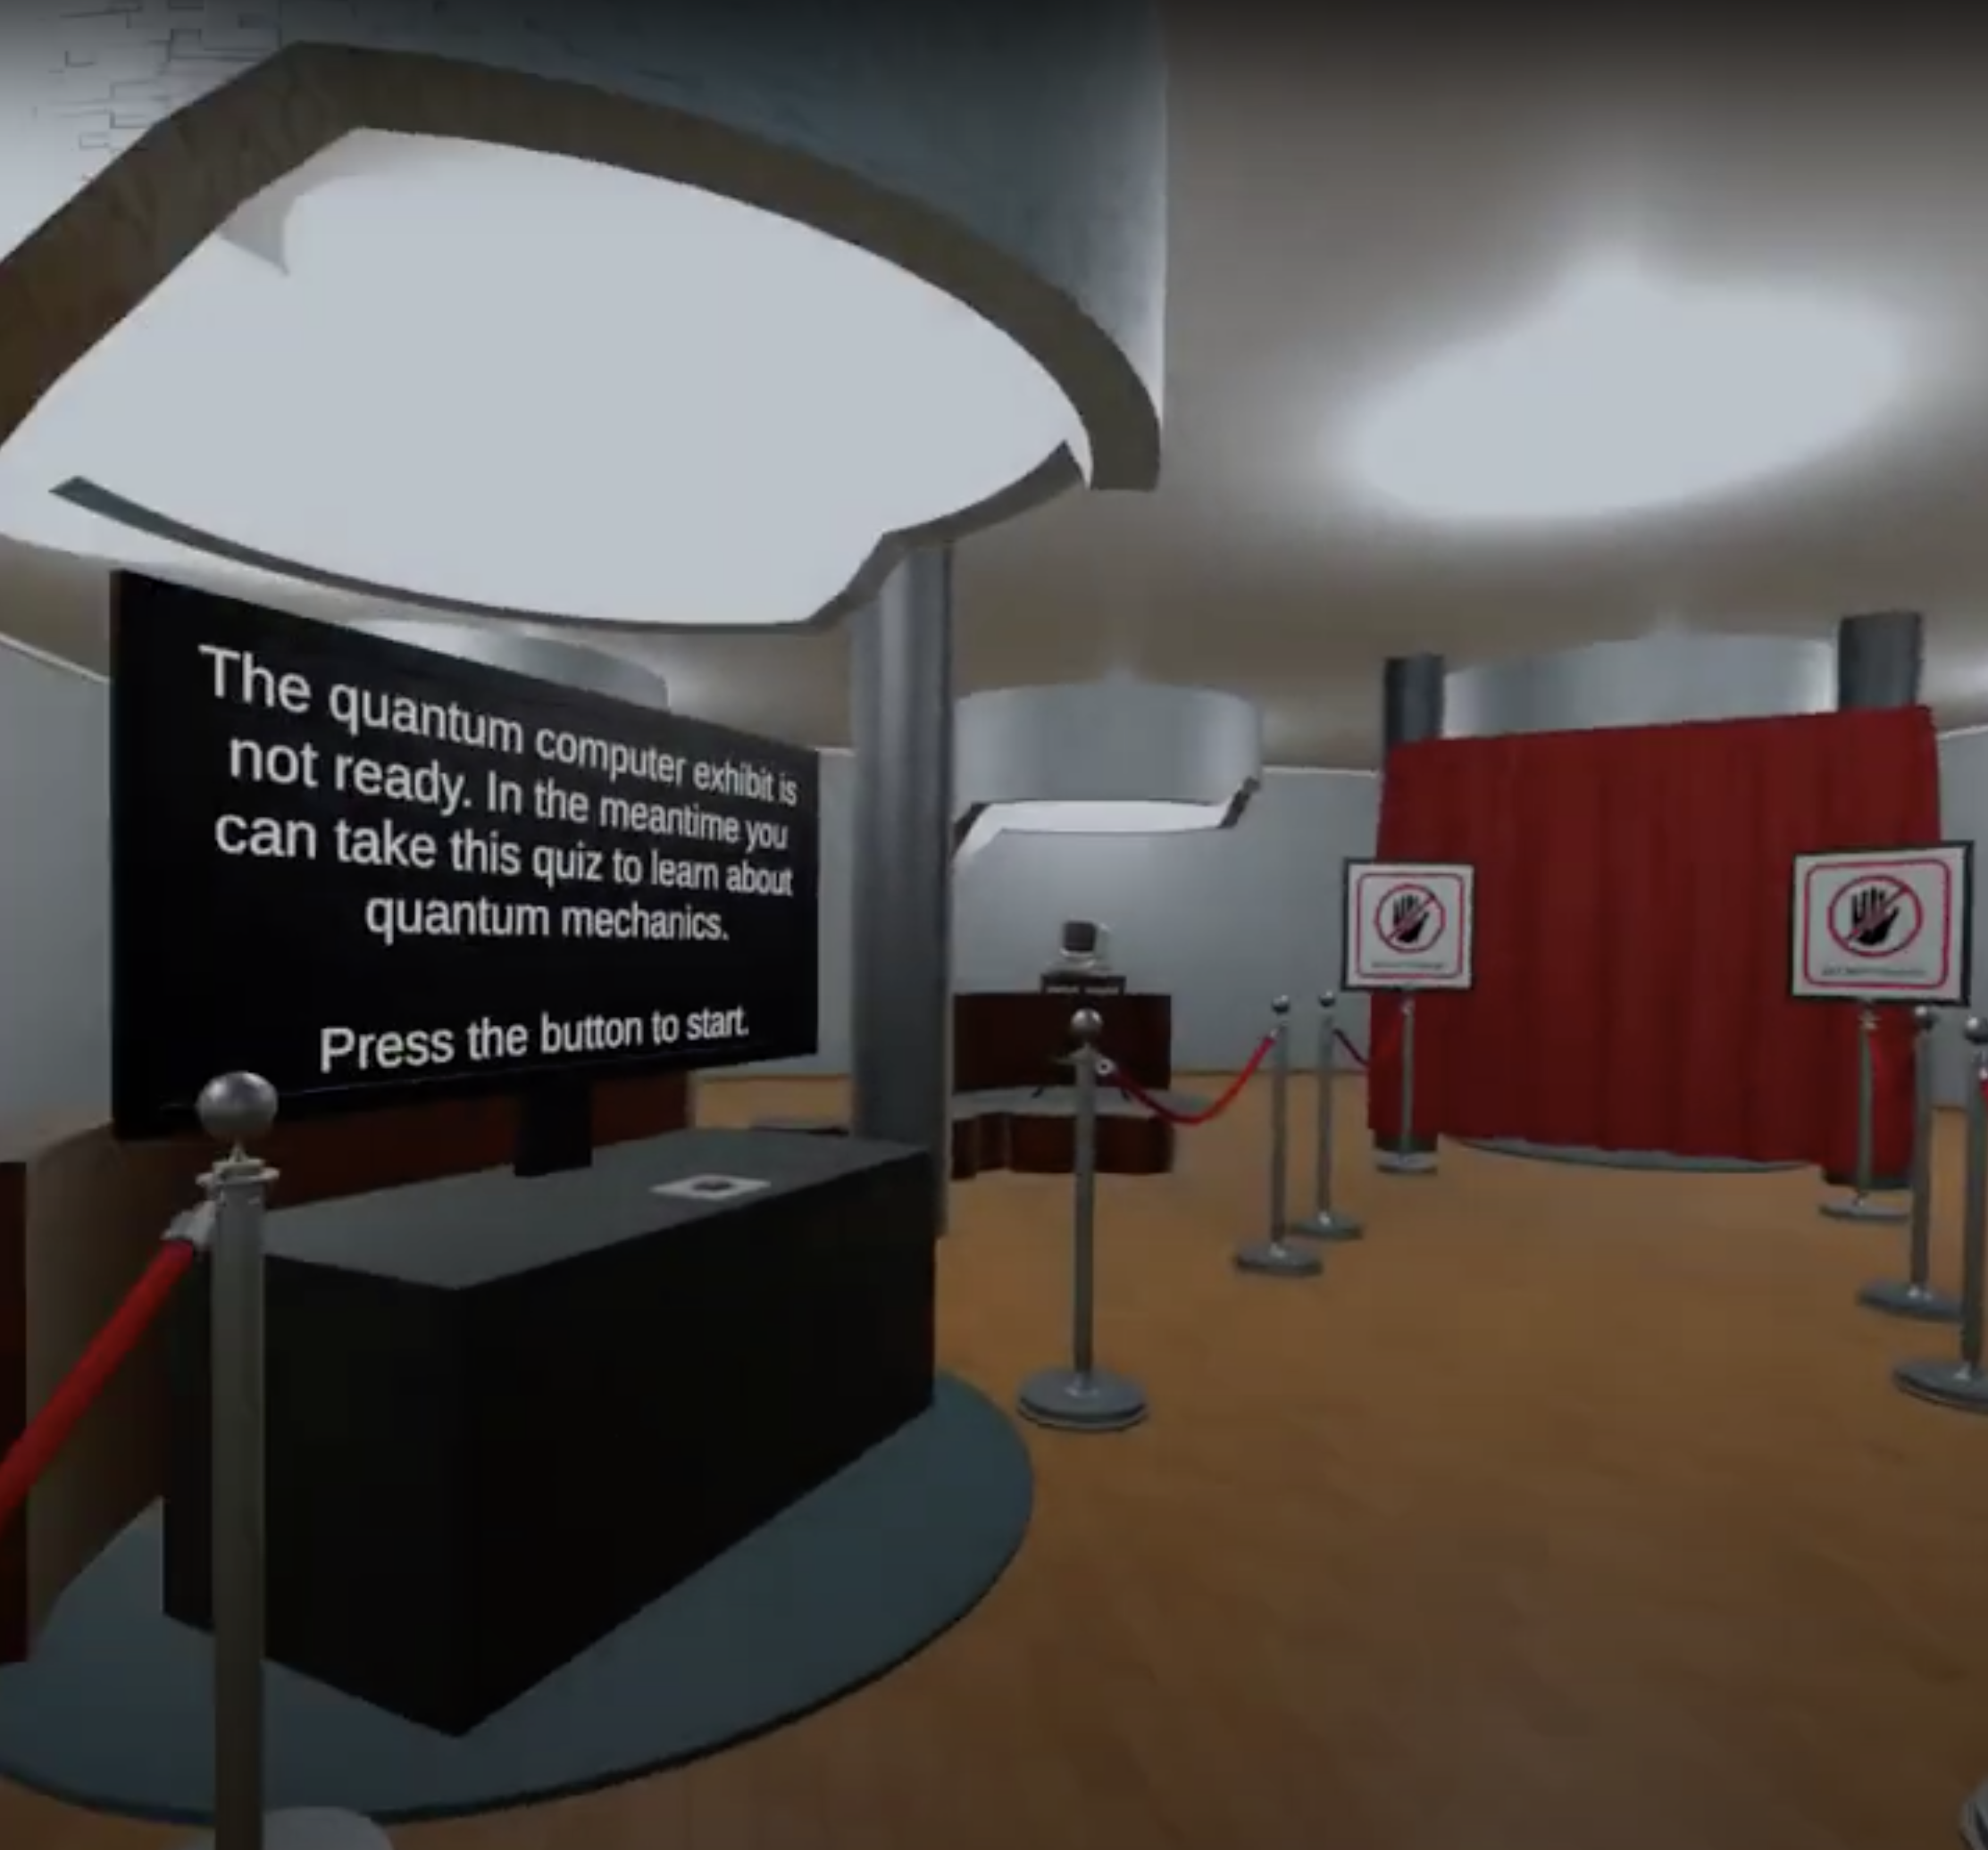 The quantum computer exhibit is
not ready. In the meantime you
can take this quiz to learn about
quantum mechanics.
Press the button to start.